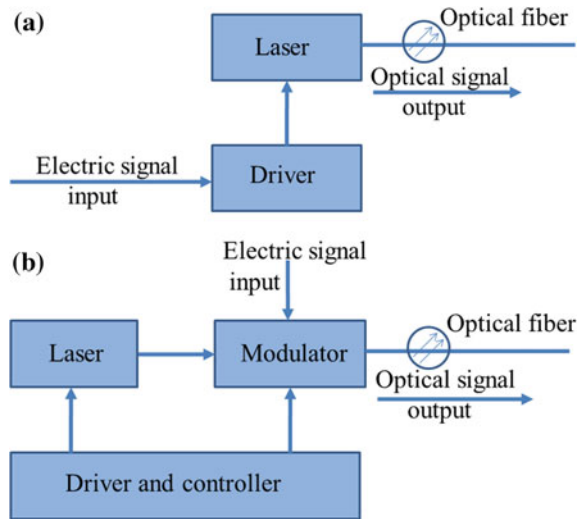 (a)
Laser
Optical fiber
Optical signal
output
Electric signal
input
Driver
(b)
Electric signal
input
Laser
Modulator
Optical fiber
Optical signal
output
Driver and controller